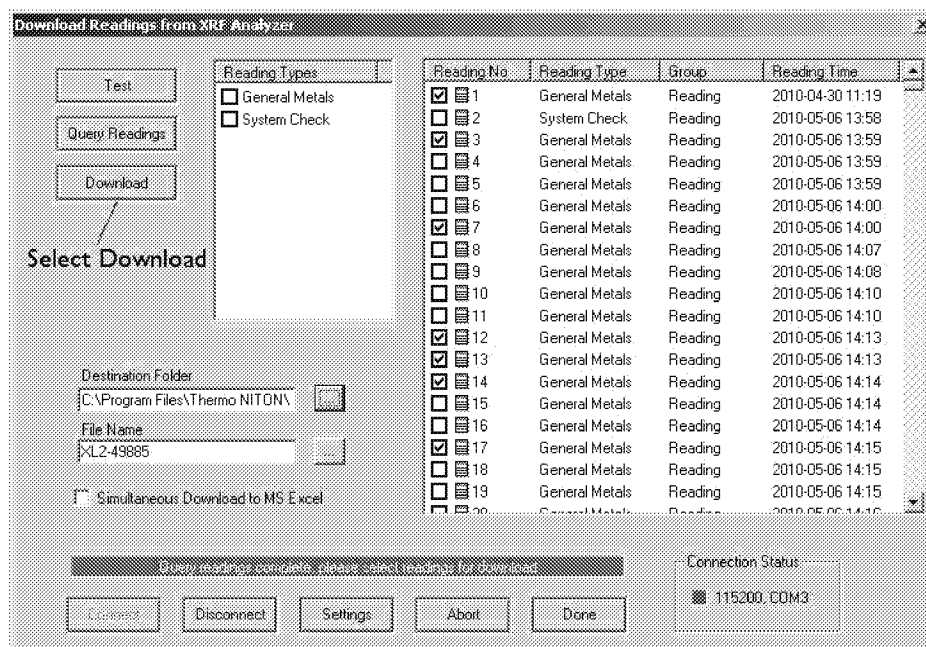 Download Readings from XRF Analyzer
Test
Query Readings
Download
Select Download
Reading Types
General Metals
System Check
Reading No Reading Type Group Reading Time
1 General Metals Reading 2010-04-30 11:19
2 System Check Reading 2010-05-06 13:58
3 General Metals Reading 2010-05-06 13:59
4 General Metals Reading 2010-05-06 13:59
5 General Metals Reading 2010-05-06 13:59
6 General Metals Reading 2010-05-06 14:00
7 General Metals Reading 2010-05-06 14:00
8 General Metals Reading 2010-05-06 14:07
9 General Metals Reading 2010-05-06 14:08
10 General Metals Reading 2010-05-06 14:10
11 General Metals Reading 2010-05-06 14:10
12 General Metals Reading 2010-05-06 14:13
13 General Metals Reading 2010-05-06 14:13
14 General Metals Reading 2010-05-06 14:14
15 General Metals Reading 2010-05-06 14:14
16 General Metals Reading 2010-05-06 14:14
17 General Metals Reading 2010-05-06 14:15
18 General Metals Reading 2010-05-06 14:15
19 General Metals Reading 2010-05-06 14:15
Destination Folder
C:\Program Files\Thermo NITON\
...
File Name
XL2-49885
...
Simultaneous Download to MS Excel
Query readings complete, please select readings for download
Connect
Disconnect
Settings
Abort
Done
Connection Status
115200, COM3